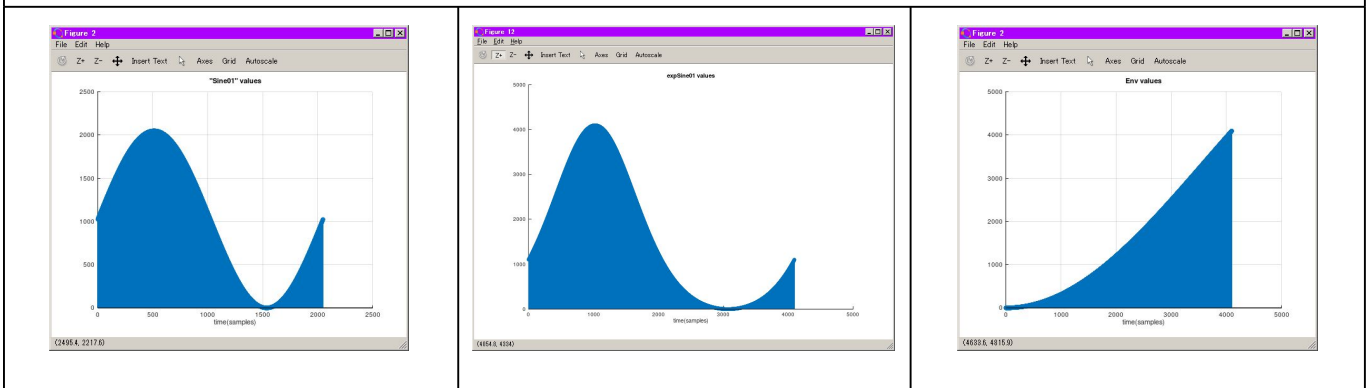 Figure 2
File Edit Help
Z+ Z- Insert Text Axes Grid Autoscale
"Sine01" values
2500
2000
1500
1000
500
0
0 500 1000 1500 2000 2500
time(samples)
(2495.4, 2217.6)
Figure 12
File Edit Help
Z+ Z- Insert Text Axes Grid Autoscale
expSine01 values
5000
4000
3000
2000
1000
0
0 1000 2000 3000 4000 5000
time(samples)
(4854.8, 4334)
Figure 2
File Edit Help
Z+ Z- Insert Text Axes Grid Autoscale
Env values
5000
4000
3000
2000
1000
0
0 1000 2000 3000 4000 5000
time(samples)
(4633.6, 4815.9)